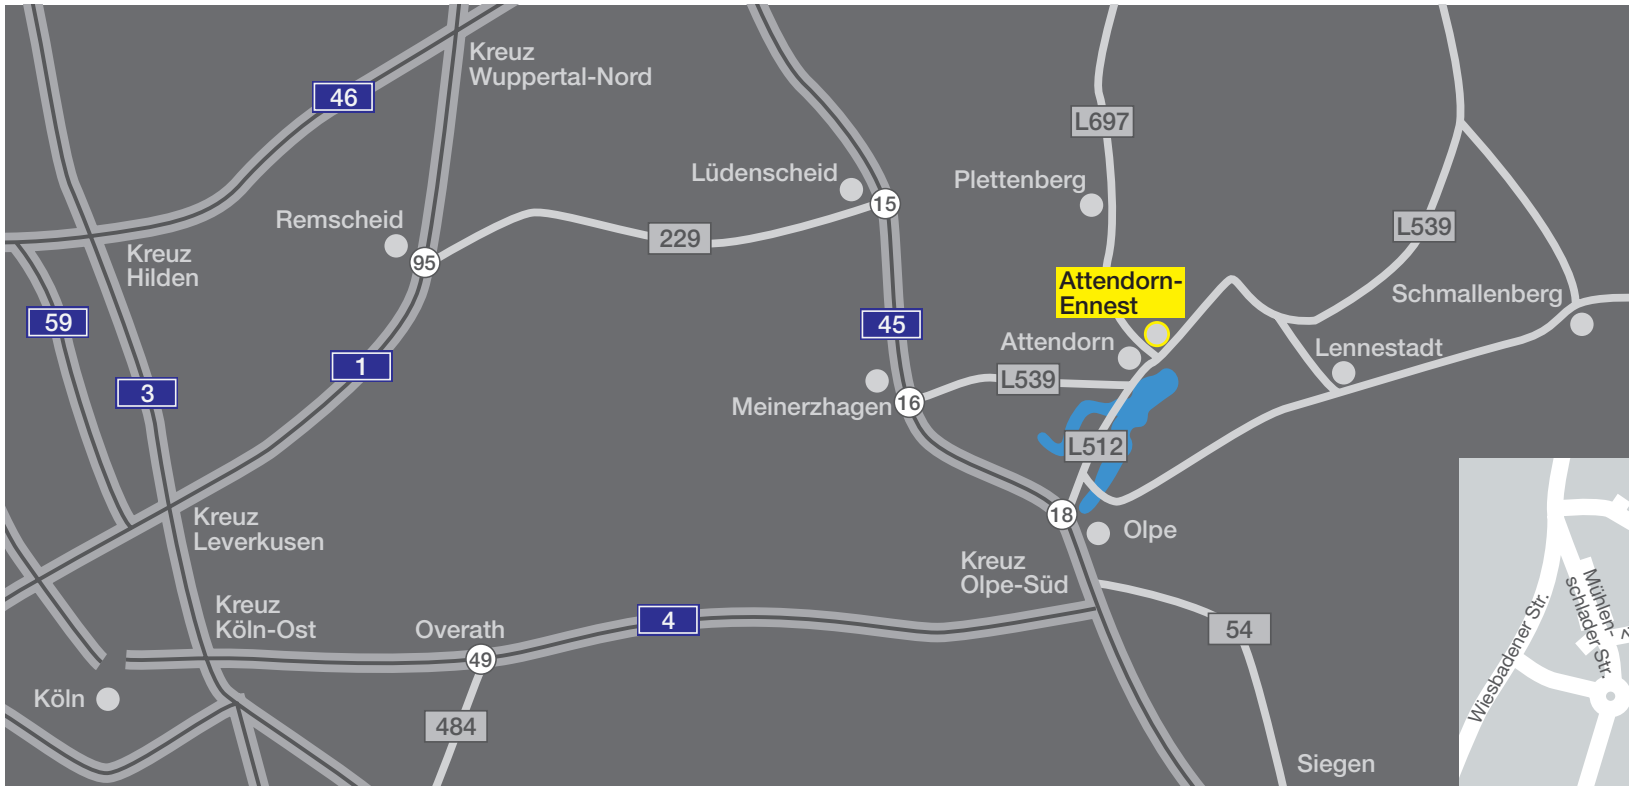 Kreuz
Wuppertal-Nord
46
L697
Lüdenscheid
Plettenberg
15
Remscheid
229
L539
Kreuz
Hilden
95
Attendorn-
Ennest
Schmallenberg
59
45
Attendorn
Lennestadt
1
3
L539
Meinerzhagen
16
L512
Kreuz
Leverkusen
18
Olpe
Kreuz
Olpe-Süd
Kreuz
Köln-Ost
Overath
4
54
49
Köln
484
Siegen
Wiesbadener Str.
Mühlen-
schlader Str.